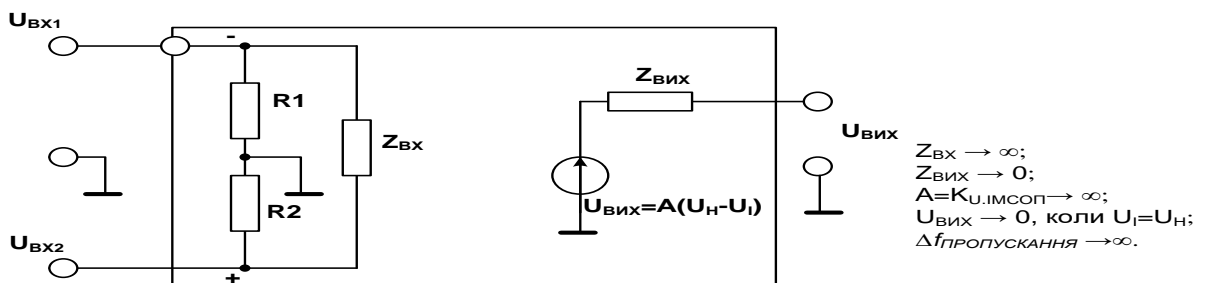 UВХ1
-
R1
ZВХ
R2
UВХ2
+
ZВИХ
UВИХ=A(UН-UІ)
UВИХ
ZВХ → ∞;
ZВИХ → 0;
A=KU.ІМСОП→ ∞;
UВИХ → 0, коли UІ=UН;
ΔfПРОПУСКАННЯ →∞.